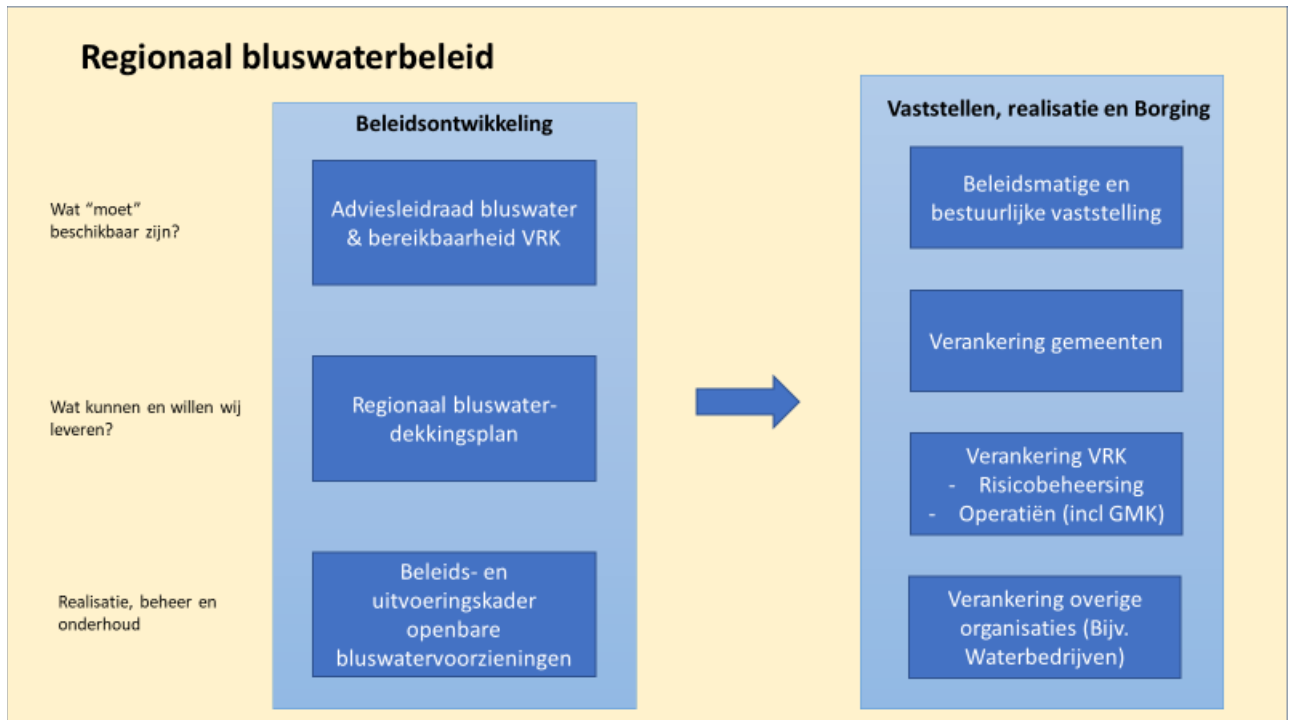 Regionaal bluswaterbeleid
Beleidsontwikkeling
Wat “moet”
beschikbaar zijn?
Adviesleidraad bluswater
& bereikbaarheid VRK
Wat kunnen en willen wij
leveren?
Regionaal bluswater-
dekkingsplan
Realisatie, beheer en
onderhoud
Beleids- en
uitvoeringskader
openbare
bluswatervoorzieningen
Vaststellen, realisatie en Borging
Beleidsmatige en
bestuurlijke vaststelling
Verankering gemeenten
Verankering VRK
- Risicobeheersing
- Operatiën (incl GMK)
Verankering overige
organisaties (Bijv.
Waterbedrijven)